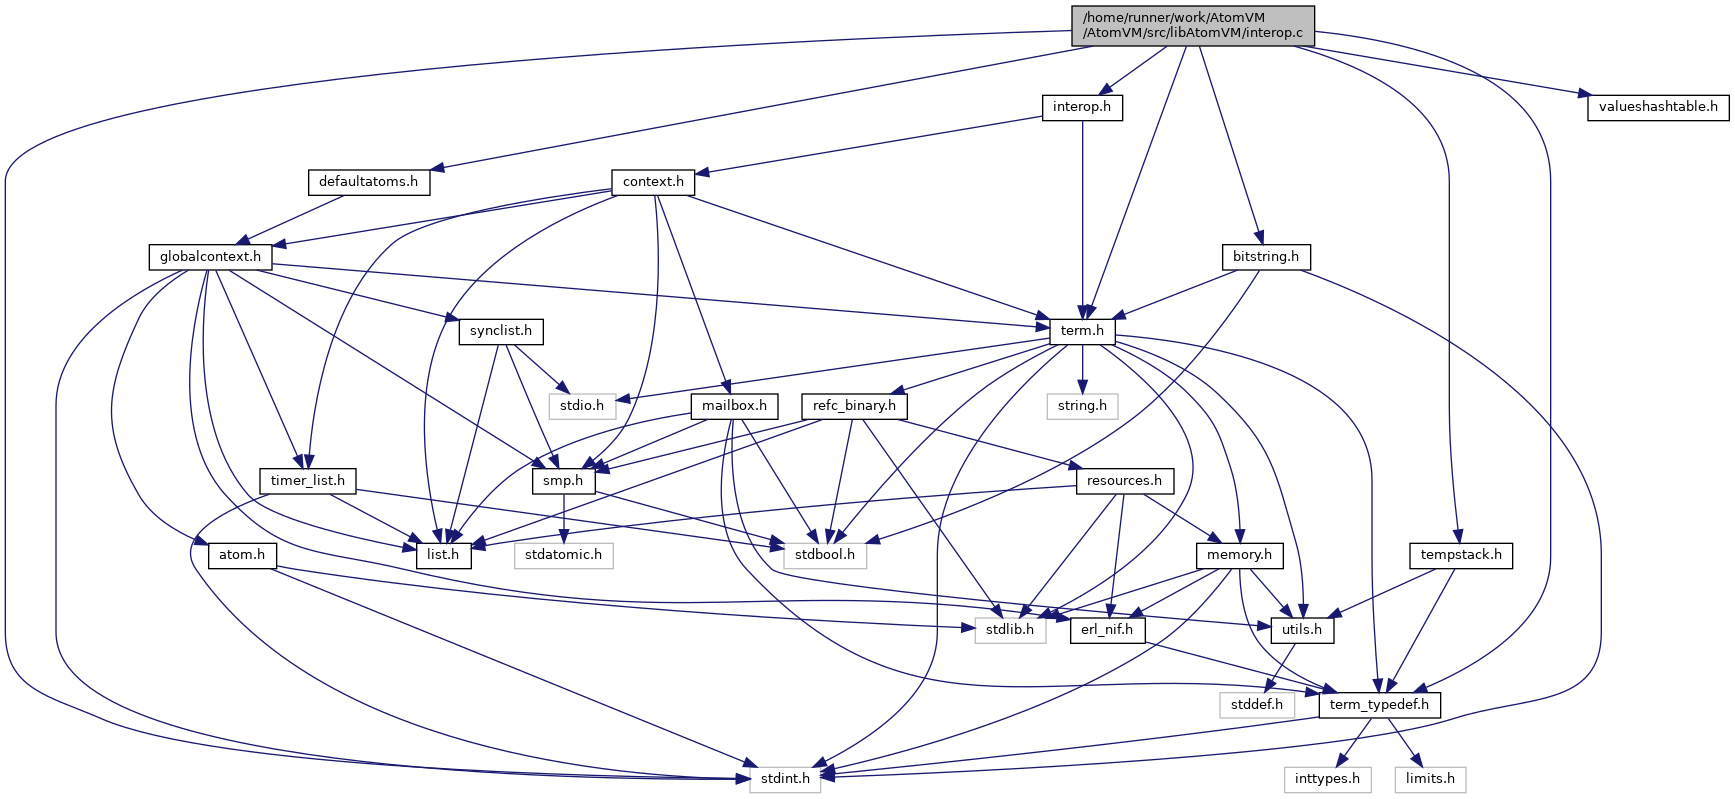 /home/runner/work/AtomVM
/AtomVM/src/libAtomVM/interop.c
interop.h
valueshashtable.h
defaultatoms.h
context.h
globalcontext.h
bitstring.h
synclist.h
term.h
stdio.h
mailbox.h
refc_binary.h
string.h
timer_list.h
smp.h
resources.h
atom.h
list.h
stdatomic.h
stdbool.h
memory.h
tempstack.h
stdlib.h
erl_nif.h
utils.h
stddef.h
term_typedef.h
stdint.h
inttypes.h
limits.h